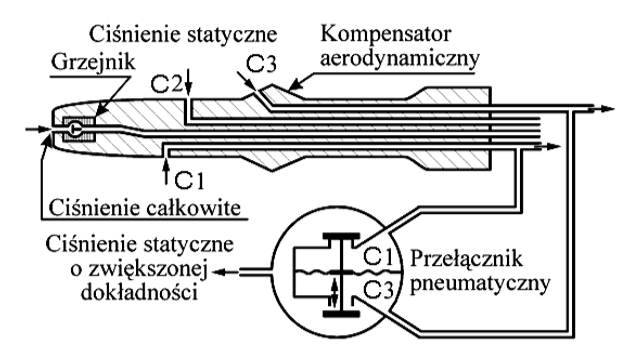 Ciśnienie statyczne
Kompensator
aerodynamiczny
Grzejnik
C2
C3
C1
Ciśnienie całkowite
Ciśnienie statyczne
o zwiększonej
dokładności
C1
C3
Przełącznik
pneumatyczny